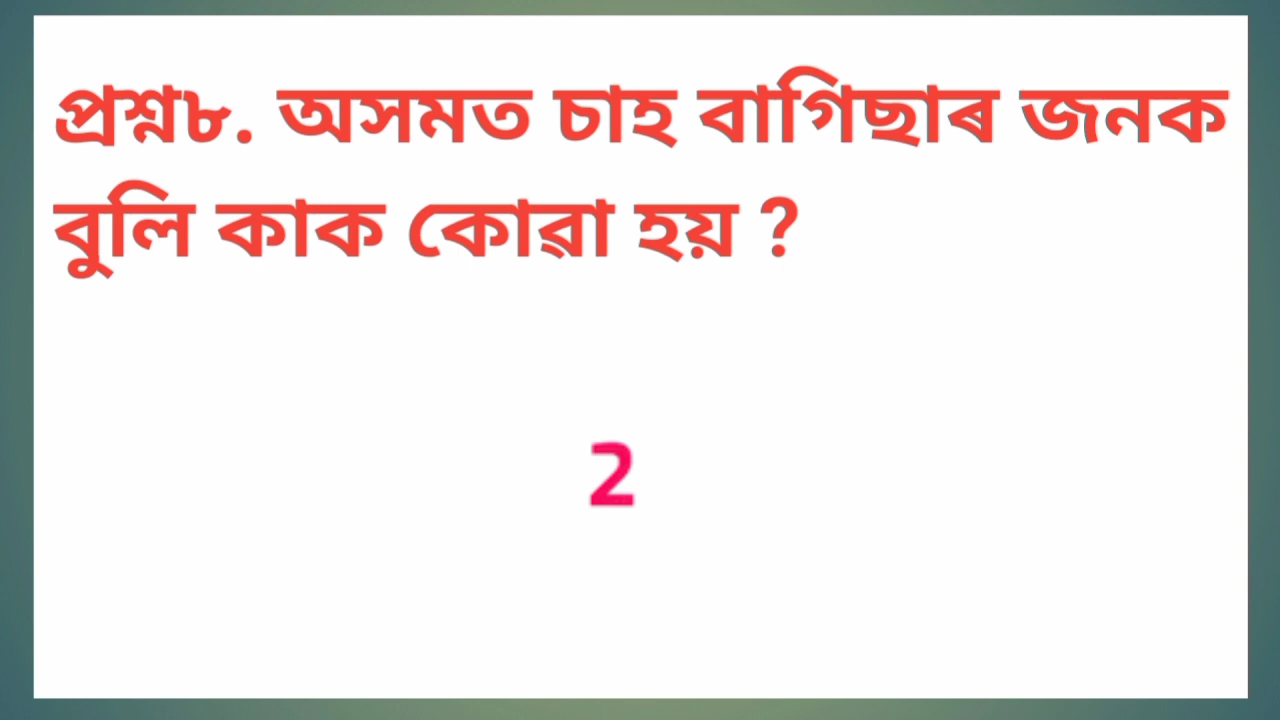 প্ৰশ্ন৮. অসমত চাহ বাগিছাৰ জনক
বুলি কাক কোৱা হয় ?
2